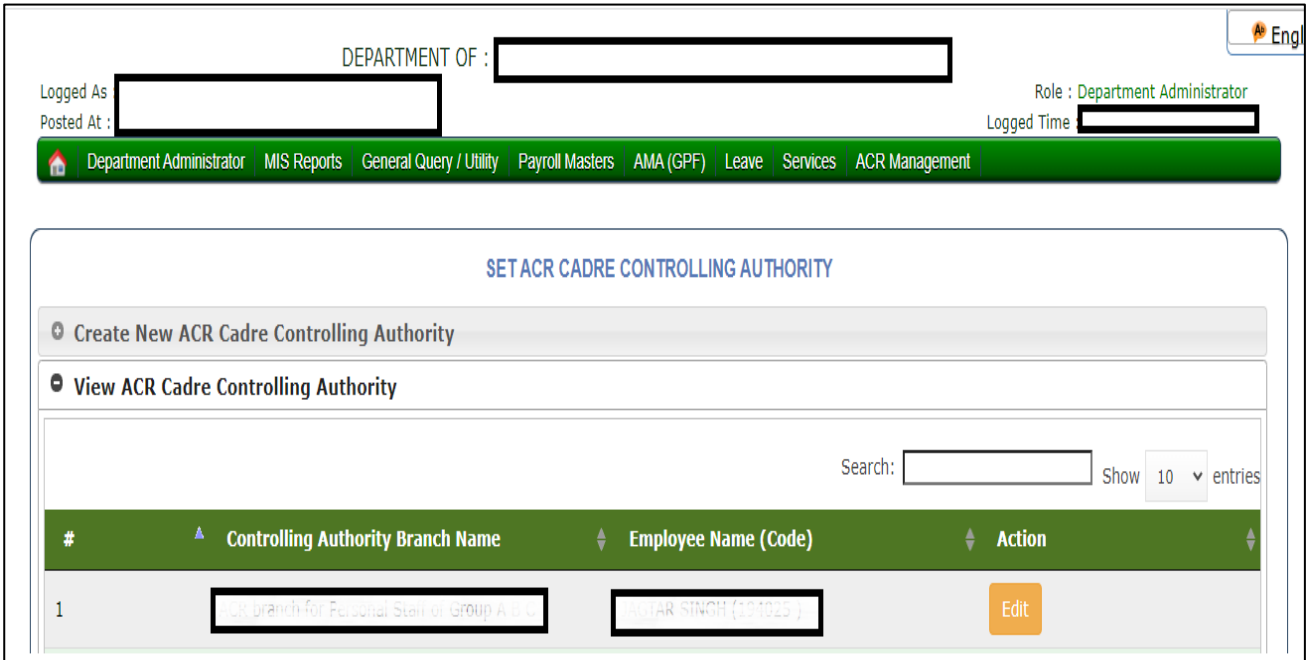 Engl
DEPARTMENT OF :
Logged As :
Role : Department Administrator
Posted At :
Logged Time :
Department Administrator MIS Reports General Query / Utility Payroll Masters AMA (GPF) Leave Services ACR Management
SET ACR CADRE CONTROLLING AUTHORITY
Create New ACR Cadre Controlling Authority
View ACR Cadre Controlling Authority
Search: Show 10 entries
# Controlling Authority Branch Name Employee Name (Code) Action
1 Edit